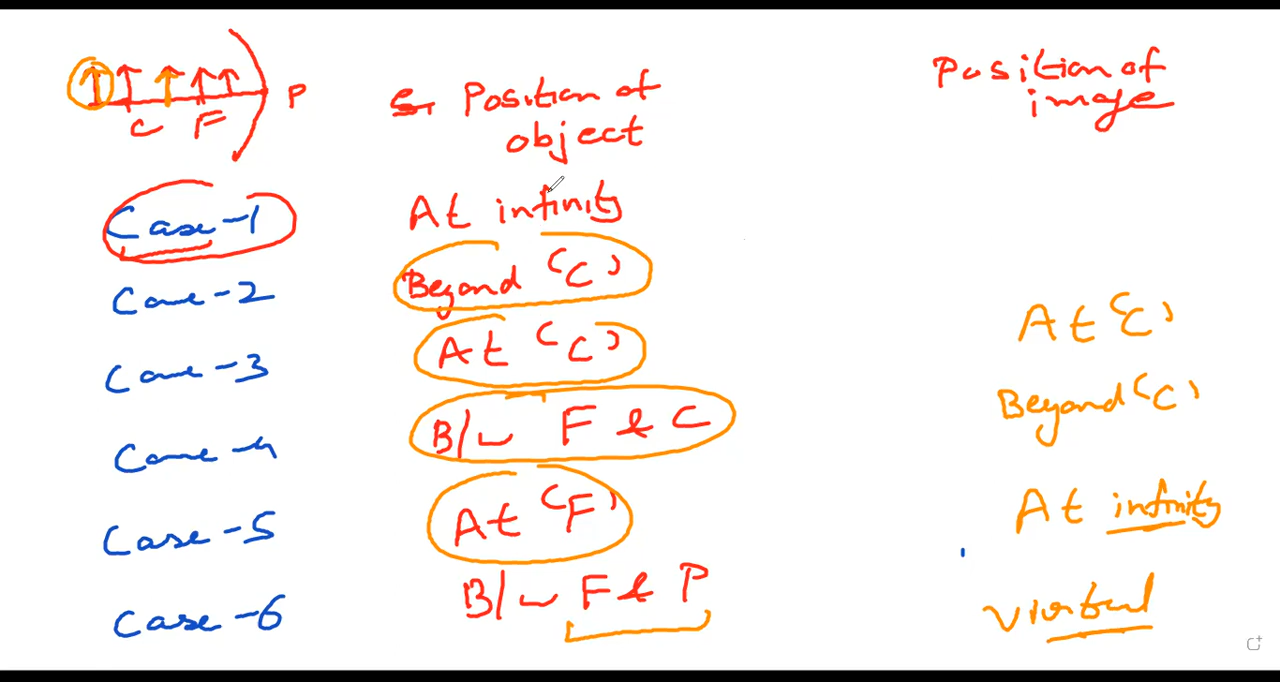 P
C F
S. Position of
object
Position of
image
Case-1 At infinity
Case-2 Beyond 'C'
Case-3 At 'C' At 'C'
Case-4 B/w F & C Beyond 'C'
Case-5 At 'F' At infinity
Case-6 B/w F & P Virtual